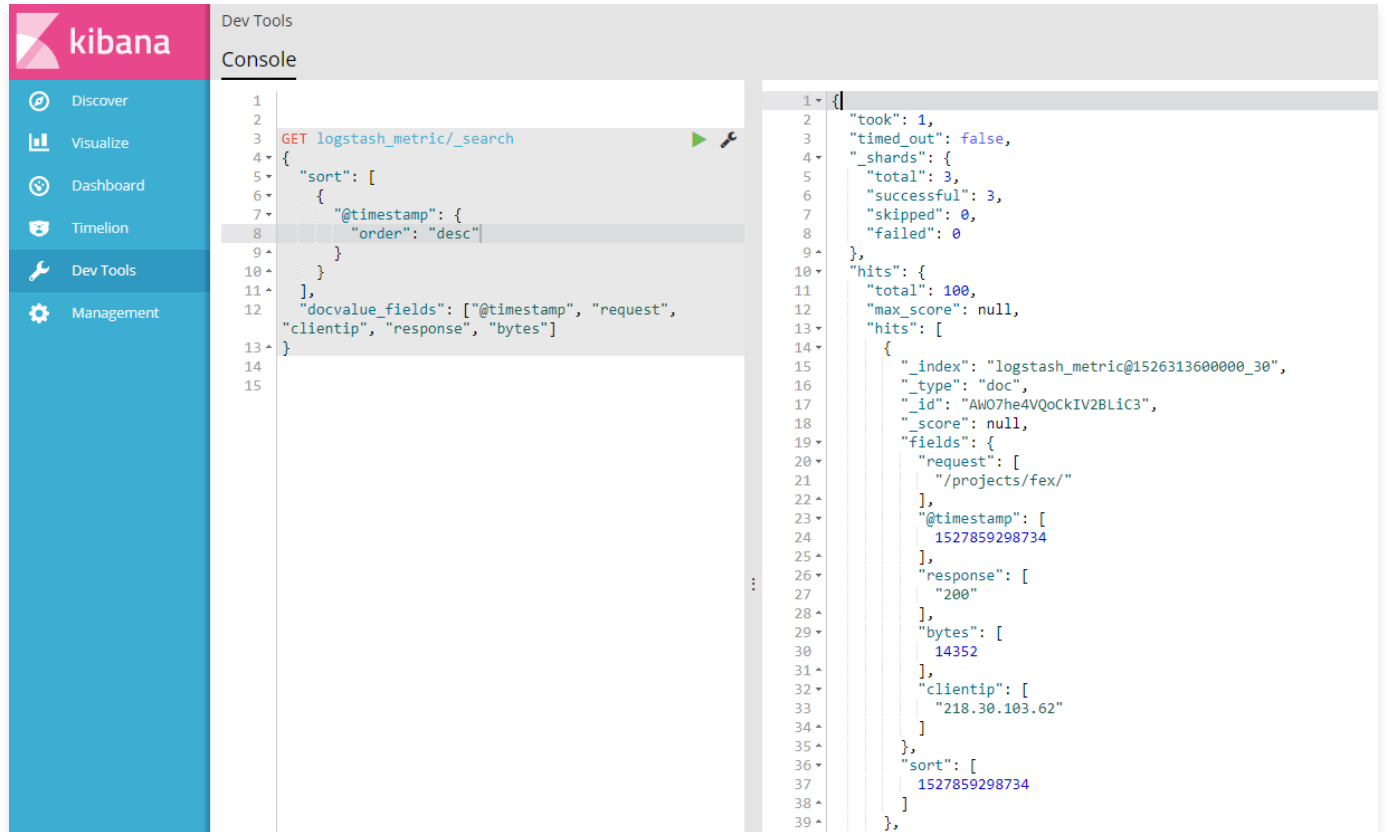 kibana
Discover
Visualize
Dashboard
Timelion
Dev Tools
Management
Dev Tools
Console
1
2
3 GET logstash_metric/_search
4 {
5 "sort": [
6 {
7 "@timestamp": {
8 "order": "desc"
9 }
10 }
11 ],
12 "docvalue_fields": ["@timestamp", "request",
"clientip", "response", "bytes"]
13 }
14
15
1 {
2 "took": 1,
3 "timed_out": false,
4 "_shards": {
5 "total": 3,
6 "successful": 3,
7 "skipped": 0,
8 "failed": 0
9 },
10 "hits": {
11 "total": 100,
12 "max_score": null,
13 "hits": [
14 {
15 "_index": "logstash_metric@1526313600000_30",
16 "_type": "doc",
17 "_id": "AWO7he4VQoCkIV2BLiC3",
18 "_score": null,
19 "fields": {
20 "request": [
21 "/projects/fex/"
22 ],
23 "@timestamp": [
24 1527859298734
25 ],
26 "response": [
27 "200"
28 ],
29 "bytes": [
30 14352
31 ],
32 "clientip": [
33 "218.30.103.62"
34 ]
35 },
36 "sort": [
37 1527859298734
38 ]
39 },